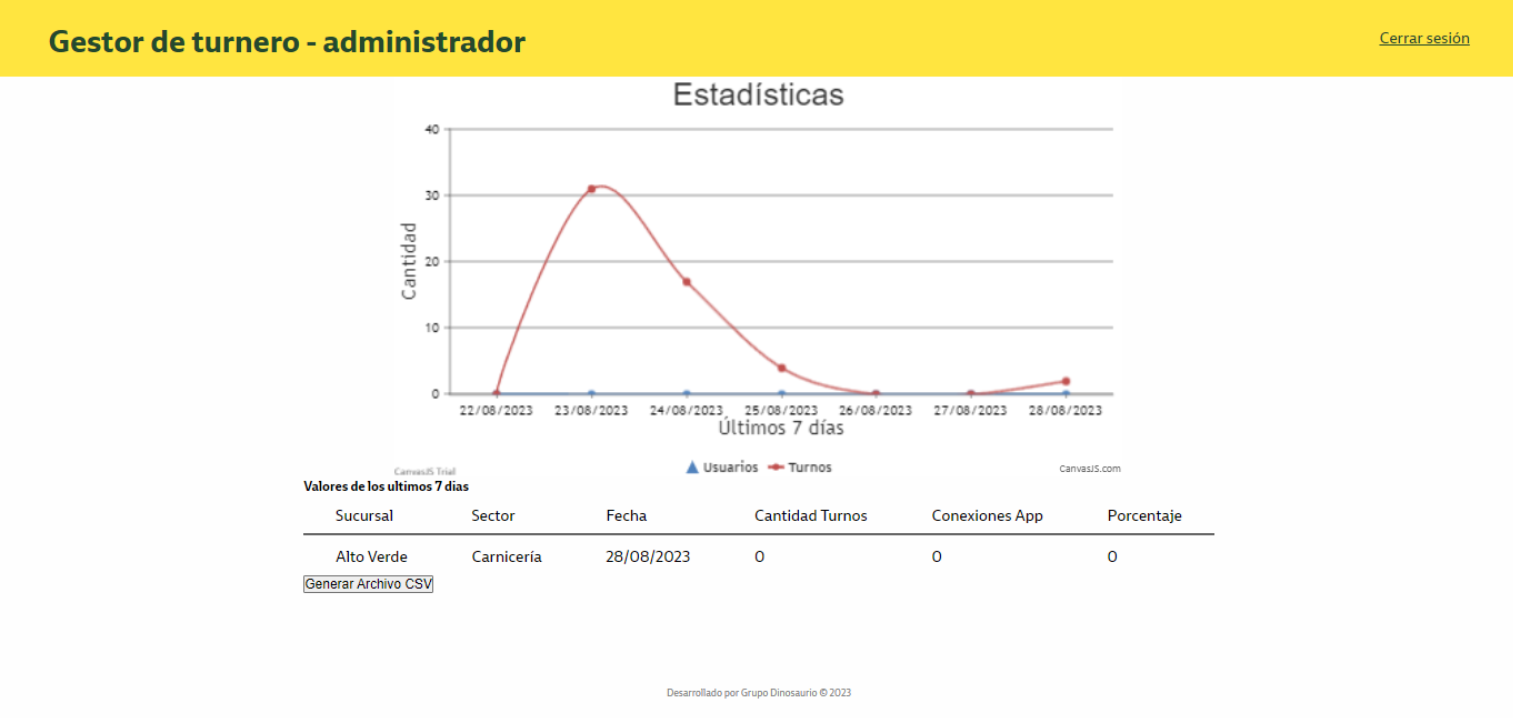 Gestor de turnero - administrador
Cerrar sesión
Estadísticas
40
30
20
10
0
Cantidad
22/08/2023 23/08/2023 24/08/2023 25/08/2023 26/08/2023 27/08/2023 28/08/2023
Últimos 7 días
Usuarios Turnos
CanvasJS Trial
CanvasJS.com
Valores de los ultimos 7 dias
Sucursal Sector Fecha Cantidad Turnos Conexiones App Porcentaje
Alto Verde Carnicería 28/08/2023 0 0 0
Generar Archivo CSV
Desarrollado por Grupo Dinosaurio © 2023